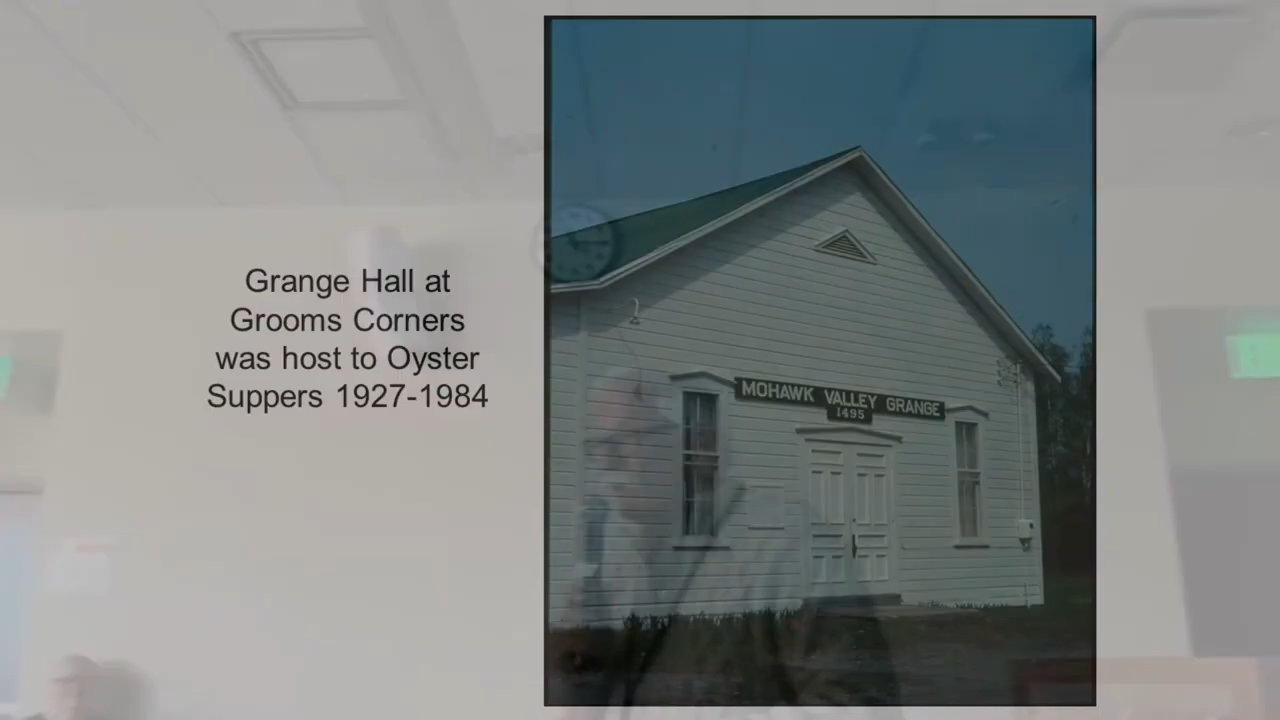 Grange Hall at
Grooms Corners
was host to Oyster
Suppers 1927-1984
MOHAWK VALLEY GRANGE
1495